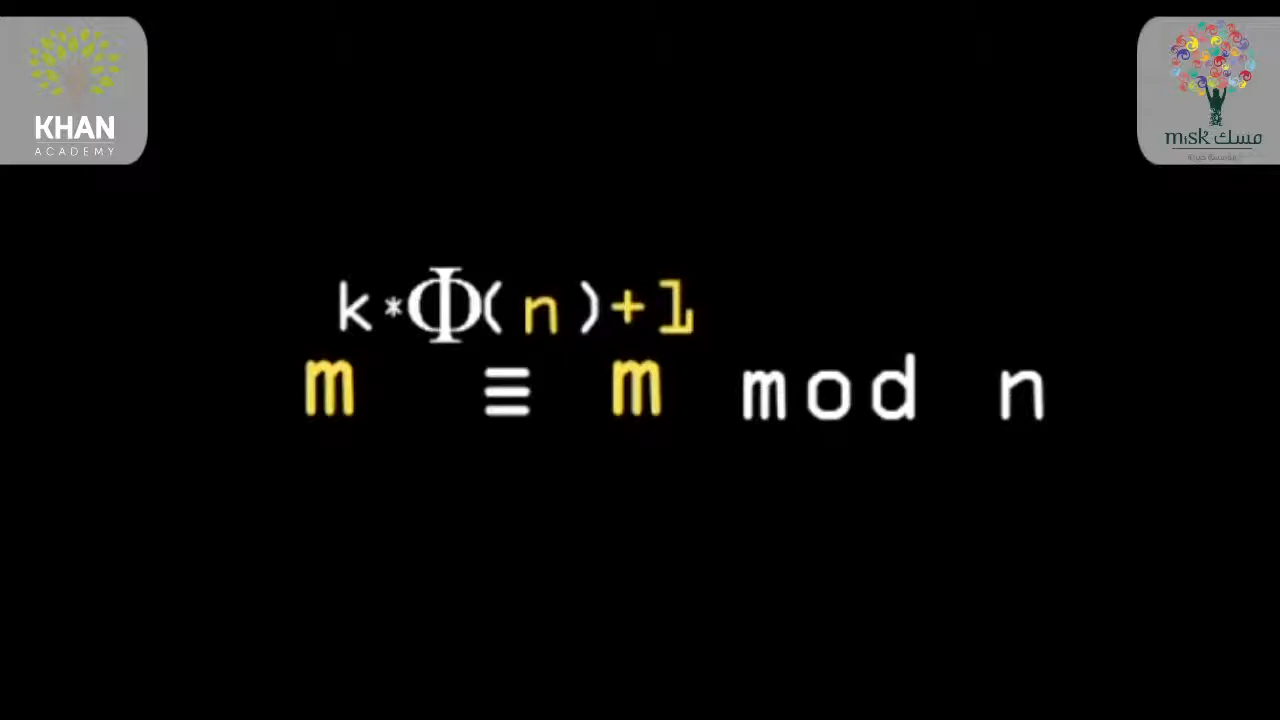 KHAN
ACADEMY
misk مسك
k*Φ(n)+1
m ≡ m mod n